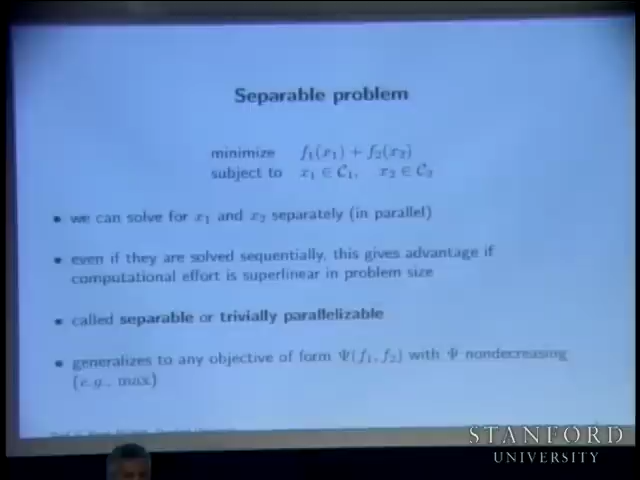 Separable problem
minimize f₁(x₁) + f₂(x₂)
subject to x₁ ∈ C₁, x₂ ∈ C₂
• we can solve for x₁ and x₂ separately (in parallel)
• even if they are solved sequentially, this gives advantage if
computational effort is superlinear in problem size
• called separable or trivially parallelizable
• generalizes to any objective of form Ψ(f₁, f₂) with Ψ nondecreasing
(e.g., max)
STANFORD
UNIVERSITY